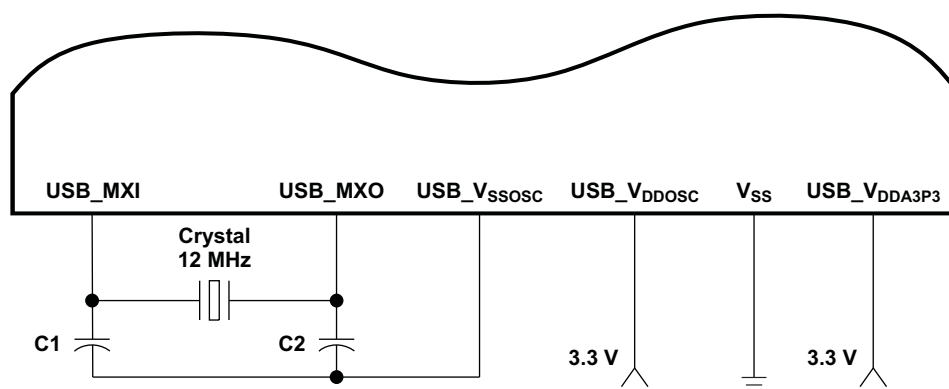 USB_MXI USB_MXO USB_VSSOSC USB_VDDOSC VSS USB_VDDA3P3
Crystal
12 MHz
C1 C2 3.3 V 3.3 V